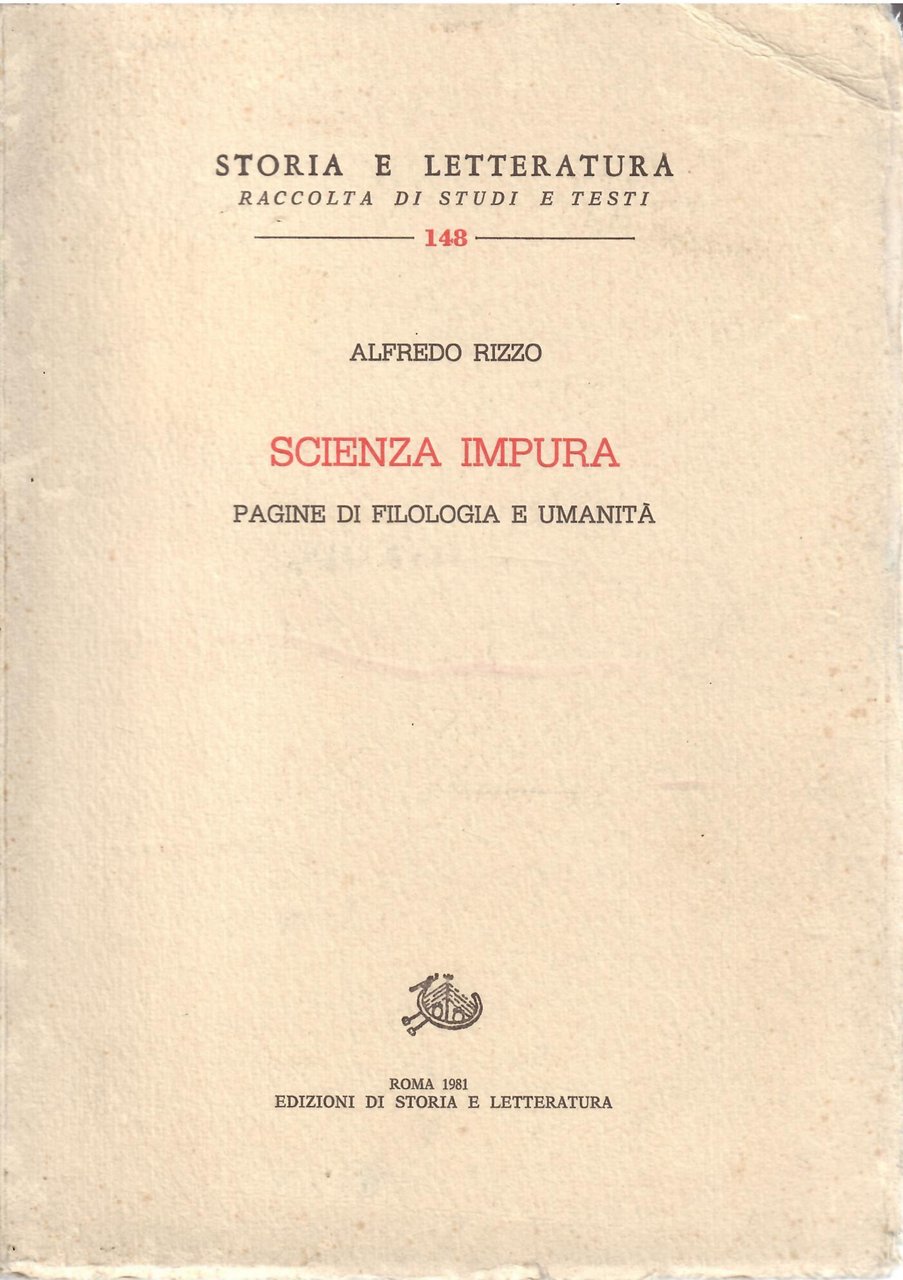 STORIA E LETTERATURA
RACCOLTA DI STUDI E TESTI
148
ALFREDO RIZZO
SCIENZA IMPURA
PAGINE DI FILOLOGIA E UMANITÀ
ROMA 1981
EDIZIONI DI STORIA E LETTERATURA